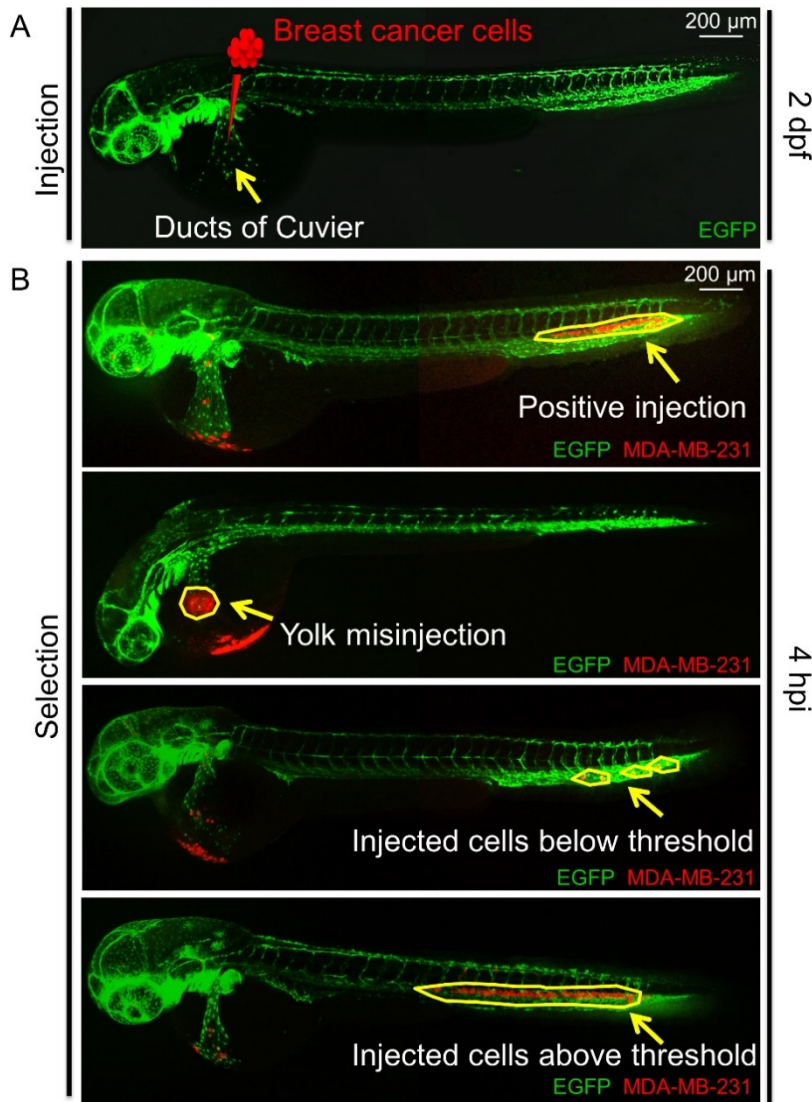 A
Injection
Breast cancer cells
200 µm
Ducts of Cuvier
EGFP
2 dpf
B
Selection
200 µm
Positive injection
EGFP MDA-MB-231
Yolk misinjection
EGFP MDA-MB-231
4 hpi
Injected cells below threshold
EGFP MDA-MB-231
Injected cells above threshold
EGFP MDA-MB-231